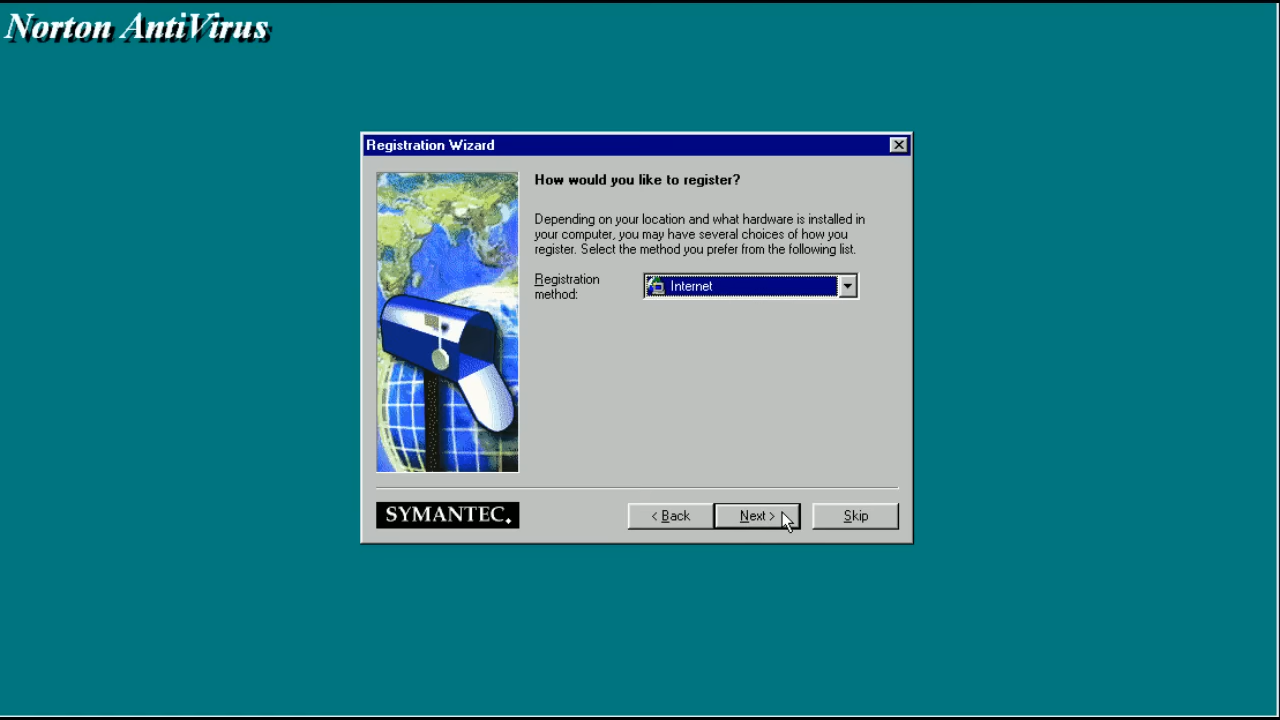 Norton AntiVirus
Registration Wizard
How would you like to register?
Depending on your location and what hardware is installed in
your computer, you may have several choices of how you
register. Select the method you prefer from the following list.
Registration
method:
Internet
SYMANTEC.
< Back
Next >
Skip